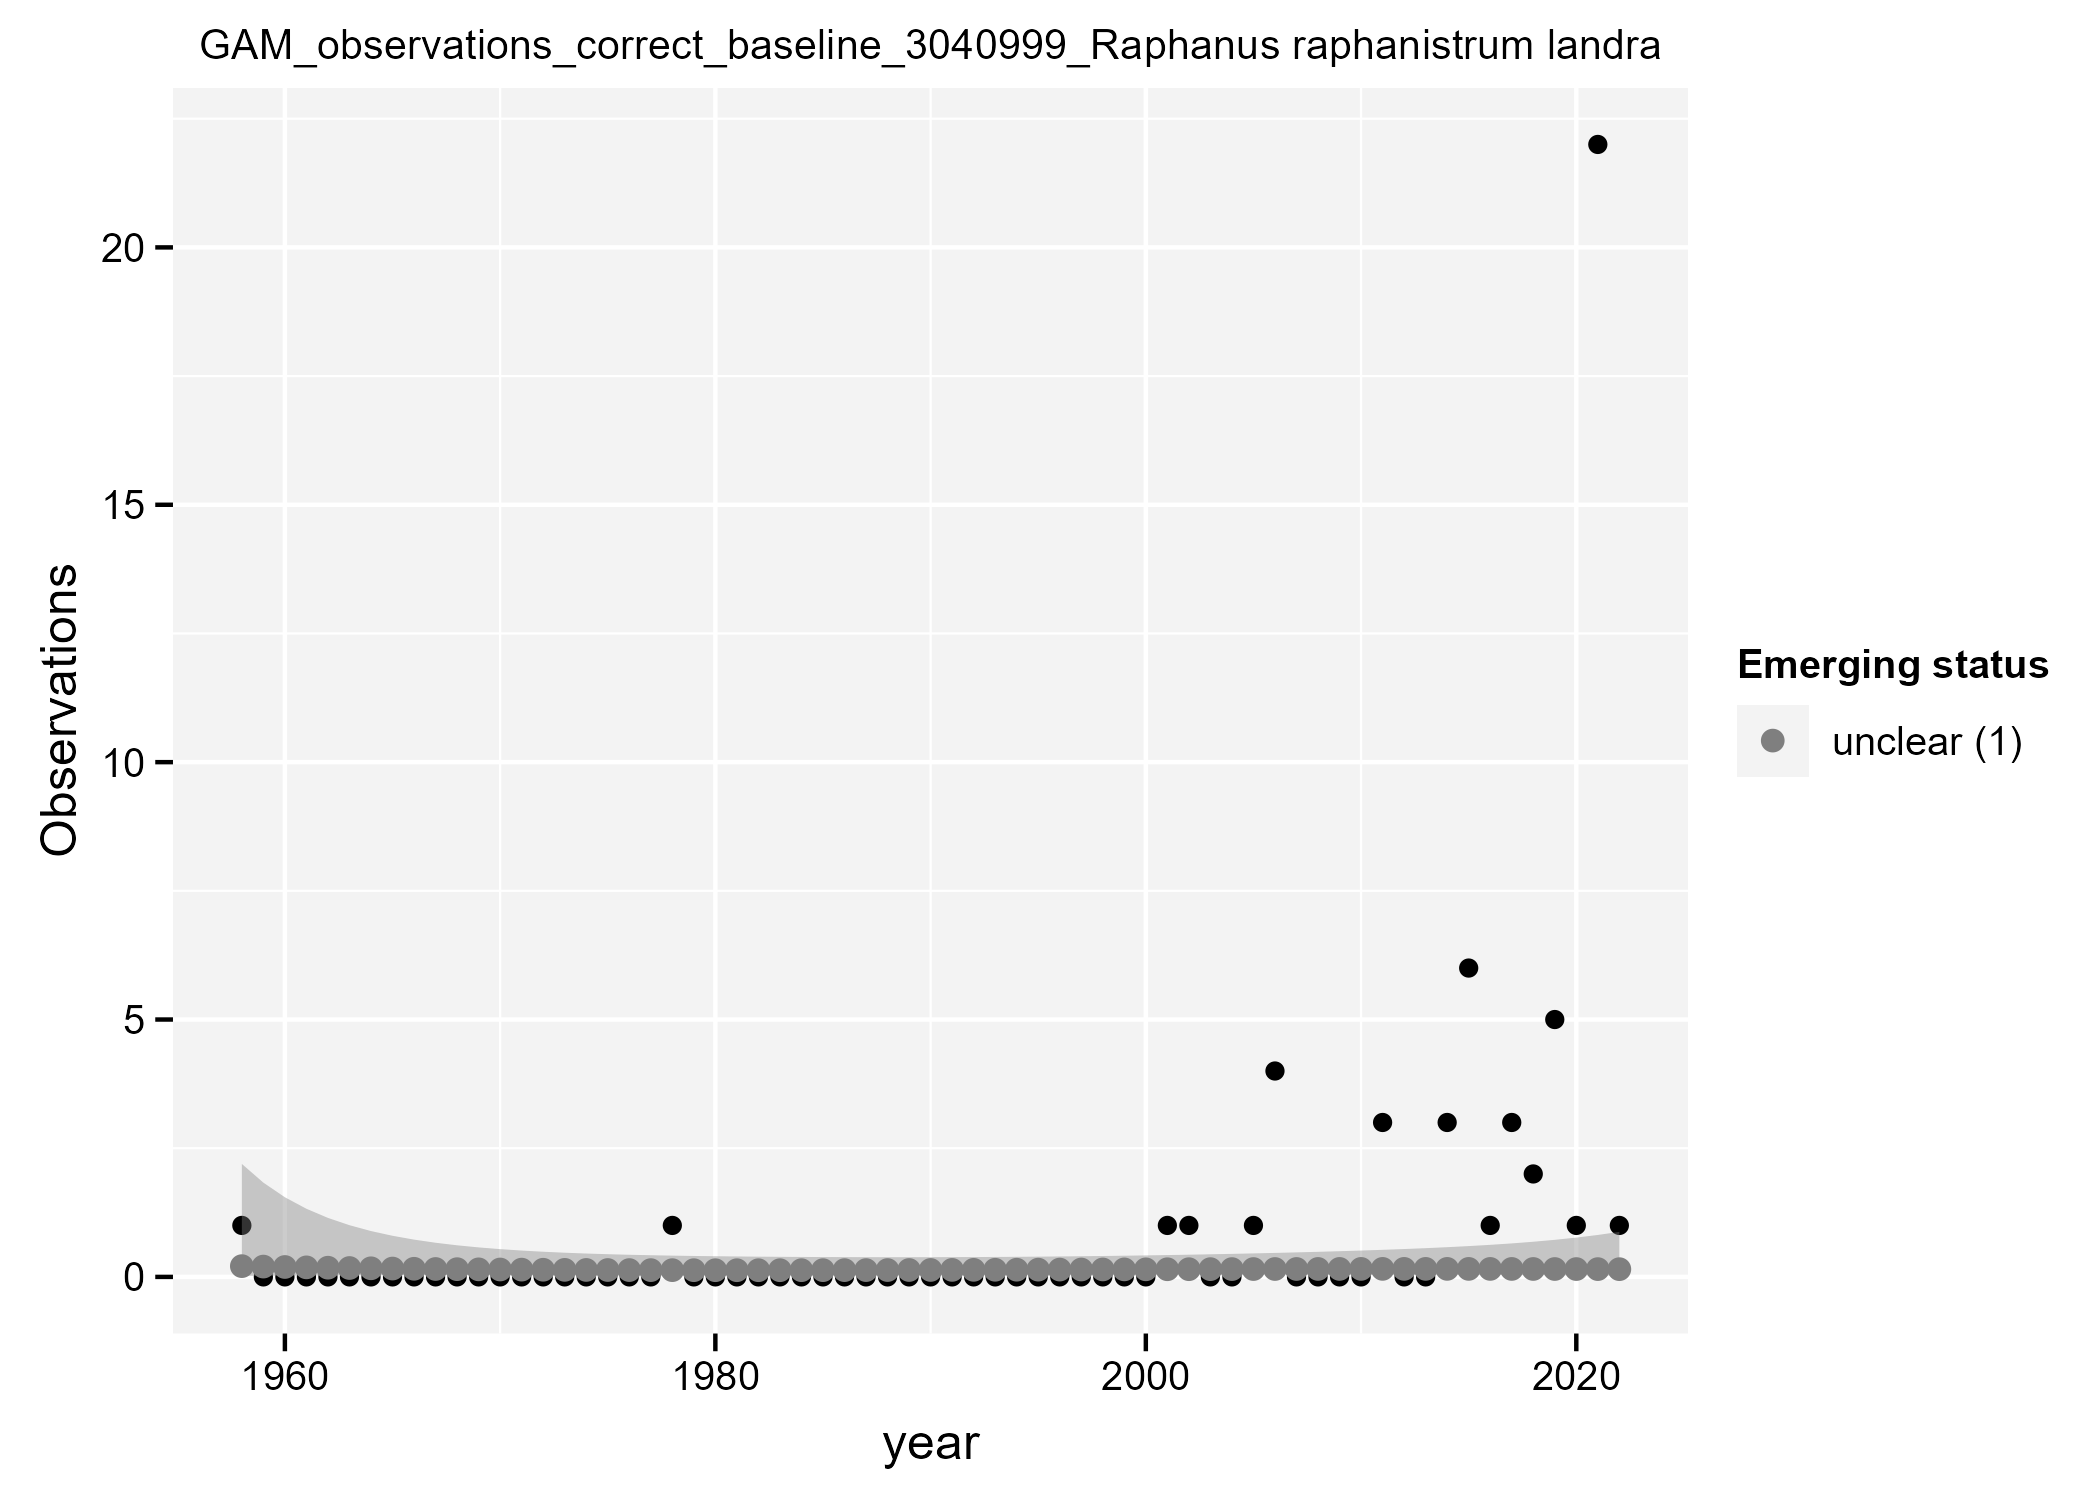 GAM_observations_correct_baseline_3040999_Raphanus raphanistrum landra
20
15
10
5
0
Observations
1960 1980 2000 2020
year
Emerging status
unclear (1)